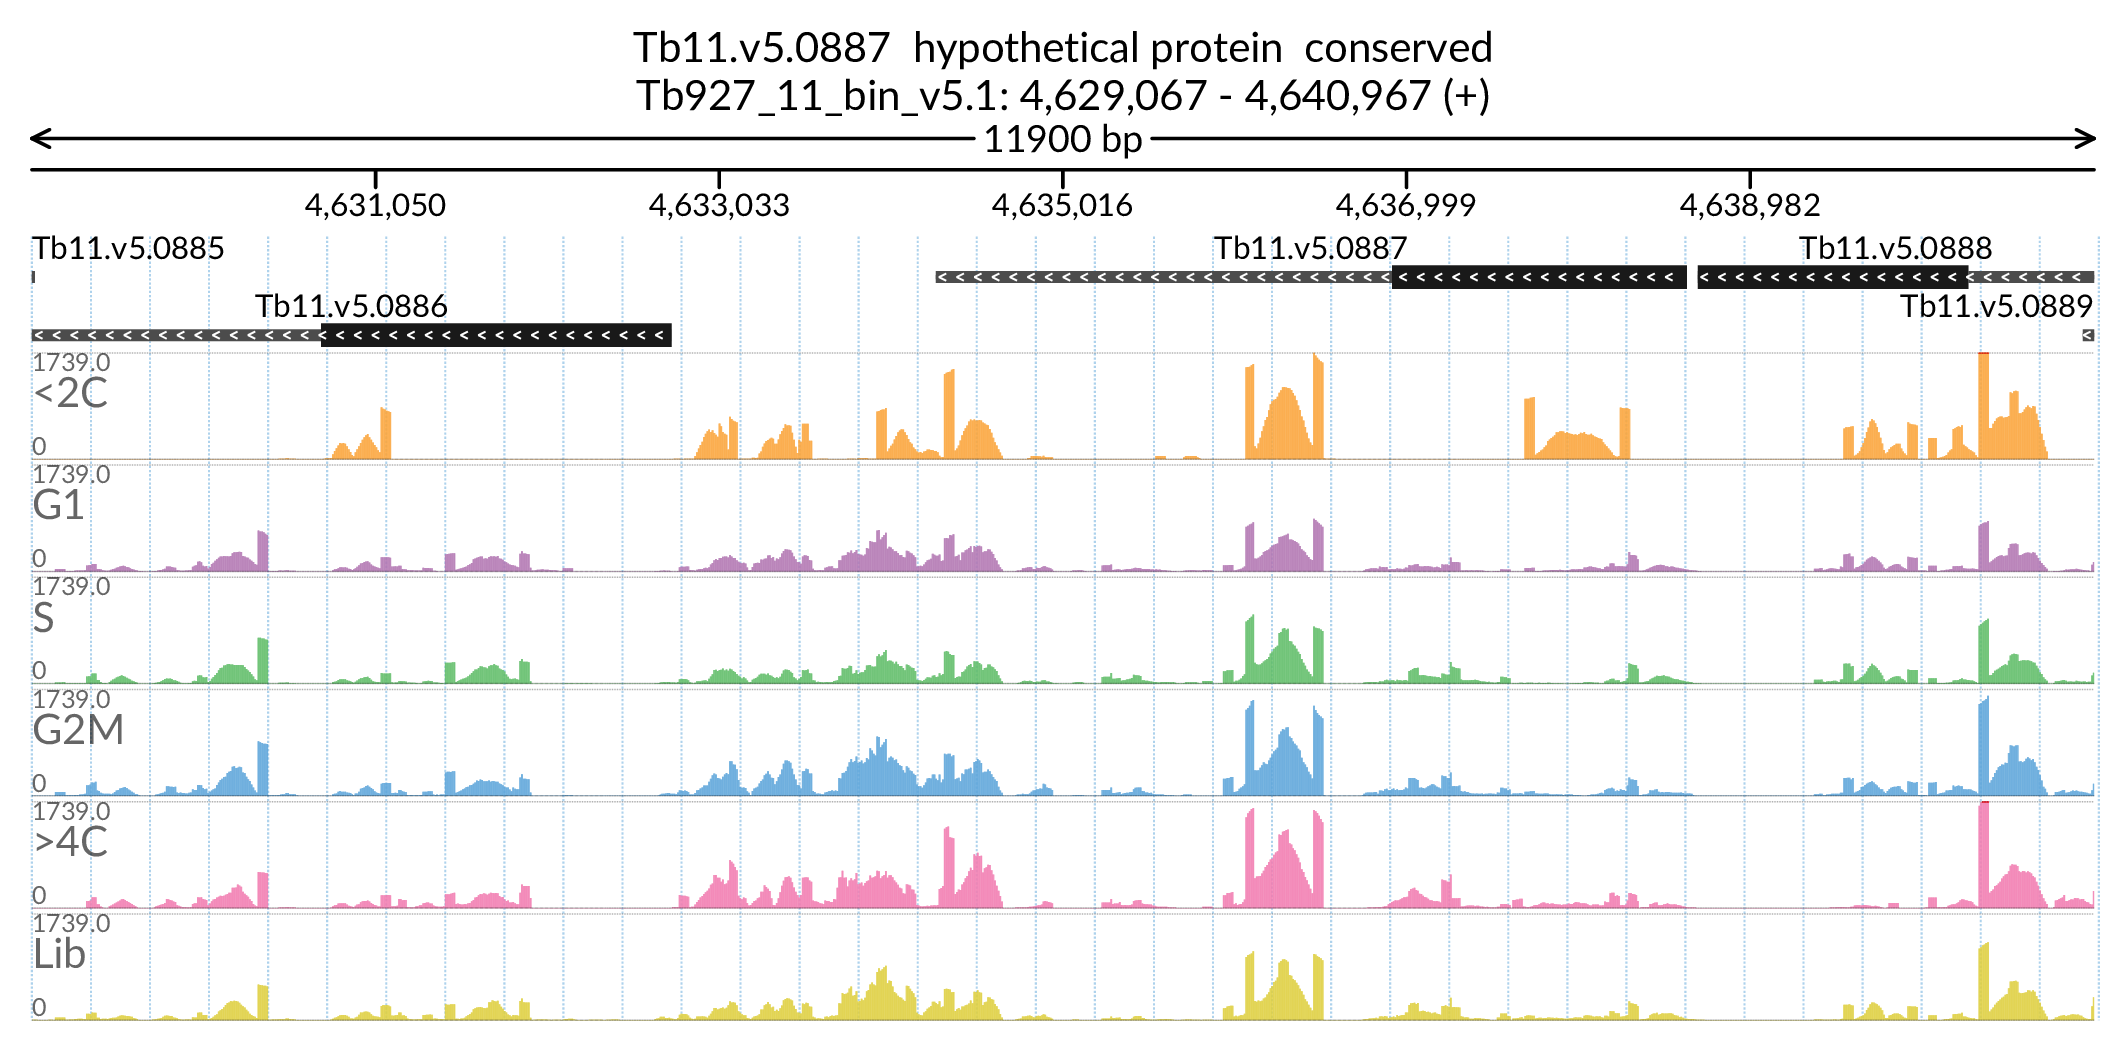 Tb11.v5.0887 hypothetical protein conserved
Tb927_11_bin_v5.1: 4,629,067 - 4,640,967 (+)
11900 bp
4,631,050 4,633,033 4,635,016 4,636,999 4,638,982
Tb11.v5.0885 Tb11.v5.0887 Tb11.v5.0888
Tb11.v5.0886 Tb11.v5.0889
1739.0
<2C
0
1739.0
G1
0
1739.0
S
0
1739.0
G2M
0
1739.0
>4C
0
1739.0
Lib
0